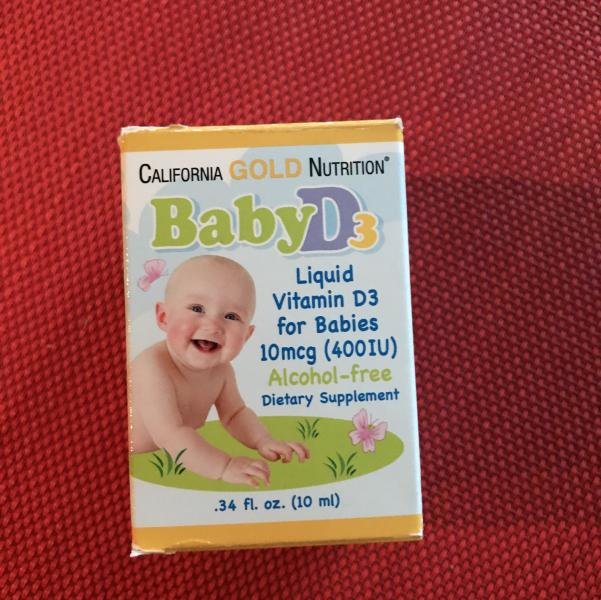 CALIFORNIA GOLD NUTRITION®
BabyD3
Liquid
Vitamin D3
for Babies
10mcg (400IU)
Alcohol-free
Dietary Supplement
.34 fl. oz. (10 ml)